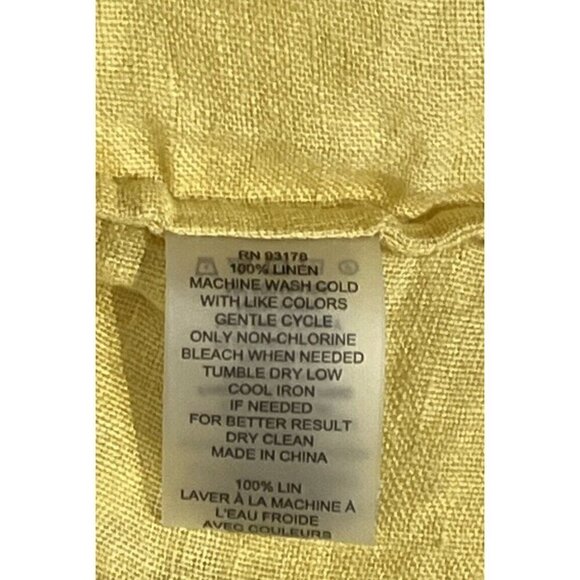 RN 93178
100% LINEN
MACHINE WASH COLD
WITH LIKE COLORS
GENTLE CYCLE
ONLY NON-CHLORINE
BLEACH WHEN NEEDED
TUMBLE DRY LOW
COOL IRON
IF NEEDED
FOR BETTER RESULT
DRY CLEAN
MADE IN CHINA
100% LIN
LAVER À LA MACHINE À
L'EAU FROIDE
AVEC COULEURS